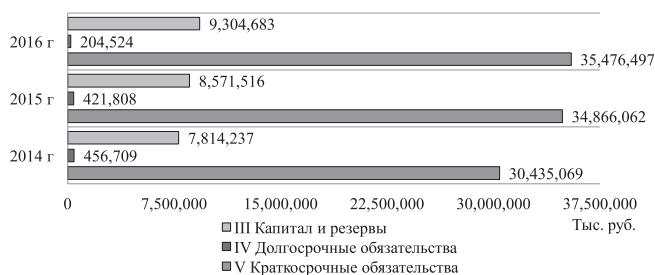 9,304,683
2016 г
204,524
35,476,497
8,571,516
2015 г
421,808
34,866,062
7,814,237
2014 г
456,709
30,435,069
0 7,500,000 15,000,000 22,500,000 30,000,000 37,500,000
Тыс. руб.
III Капитал и резервы
IV Долгосрочные обязательства
V Краткосрочные обязательства